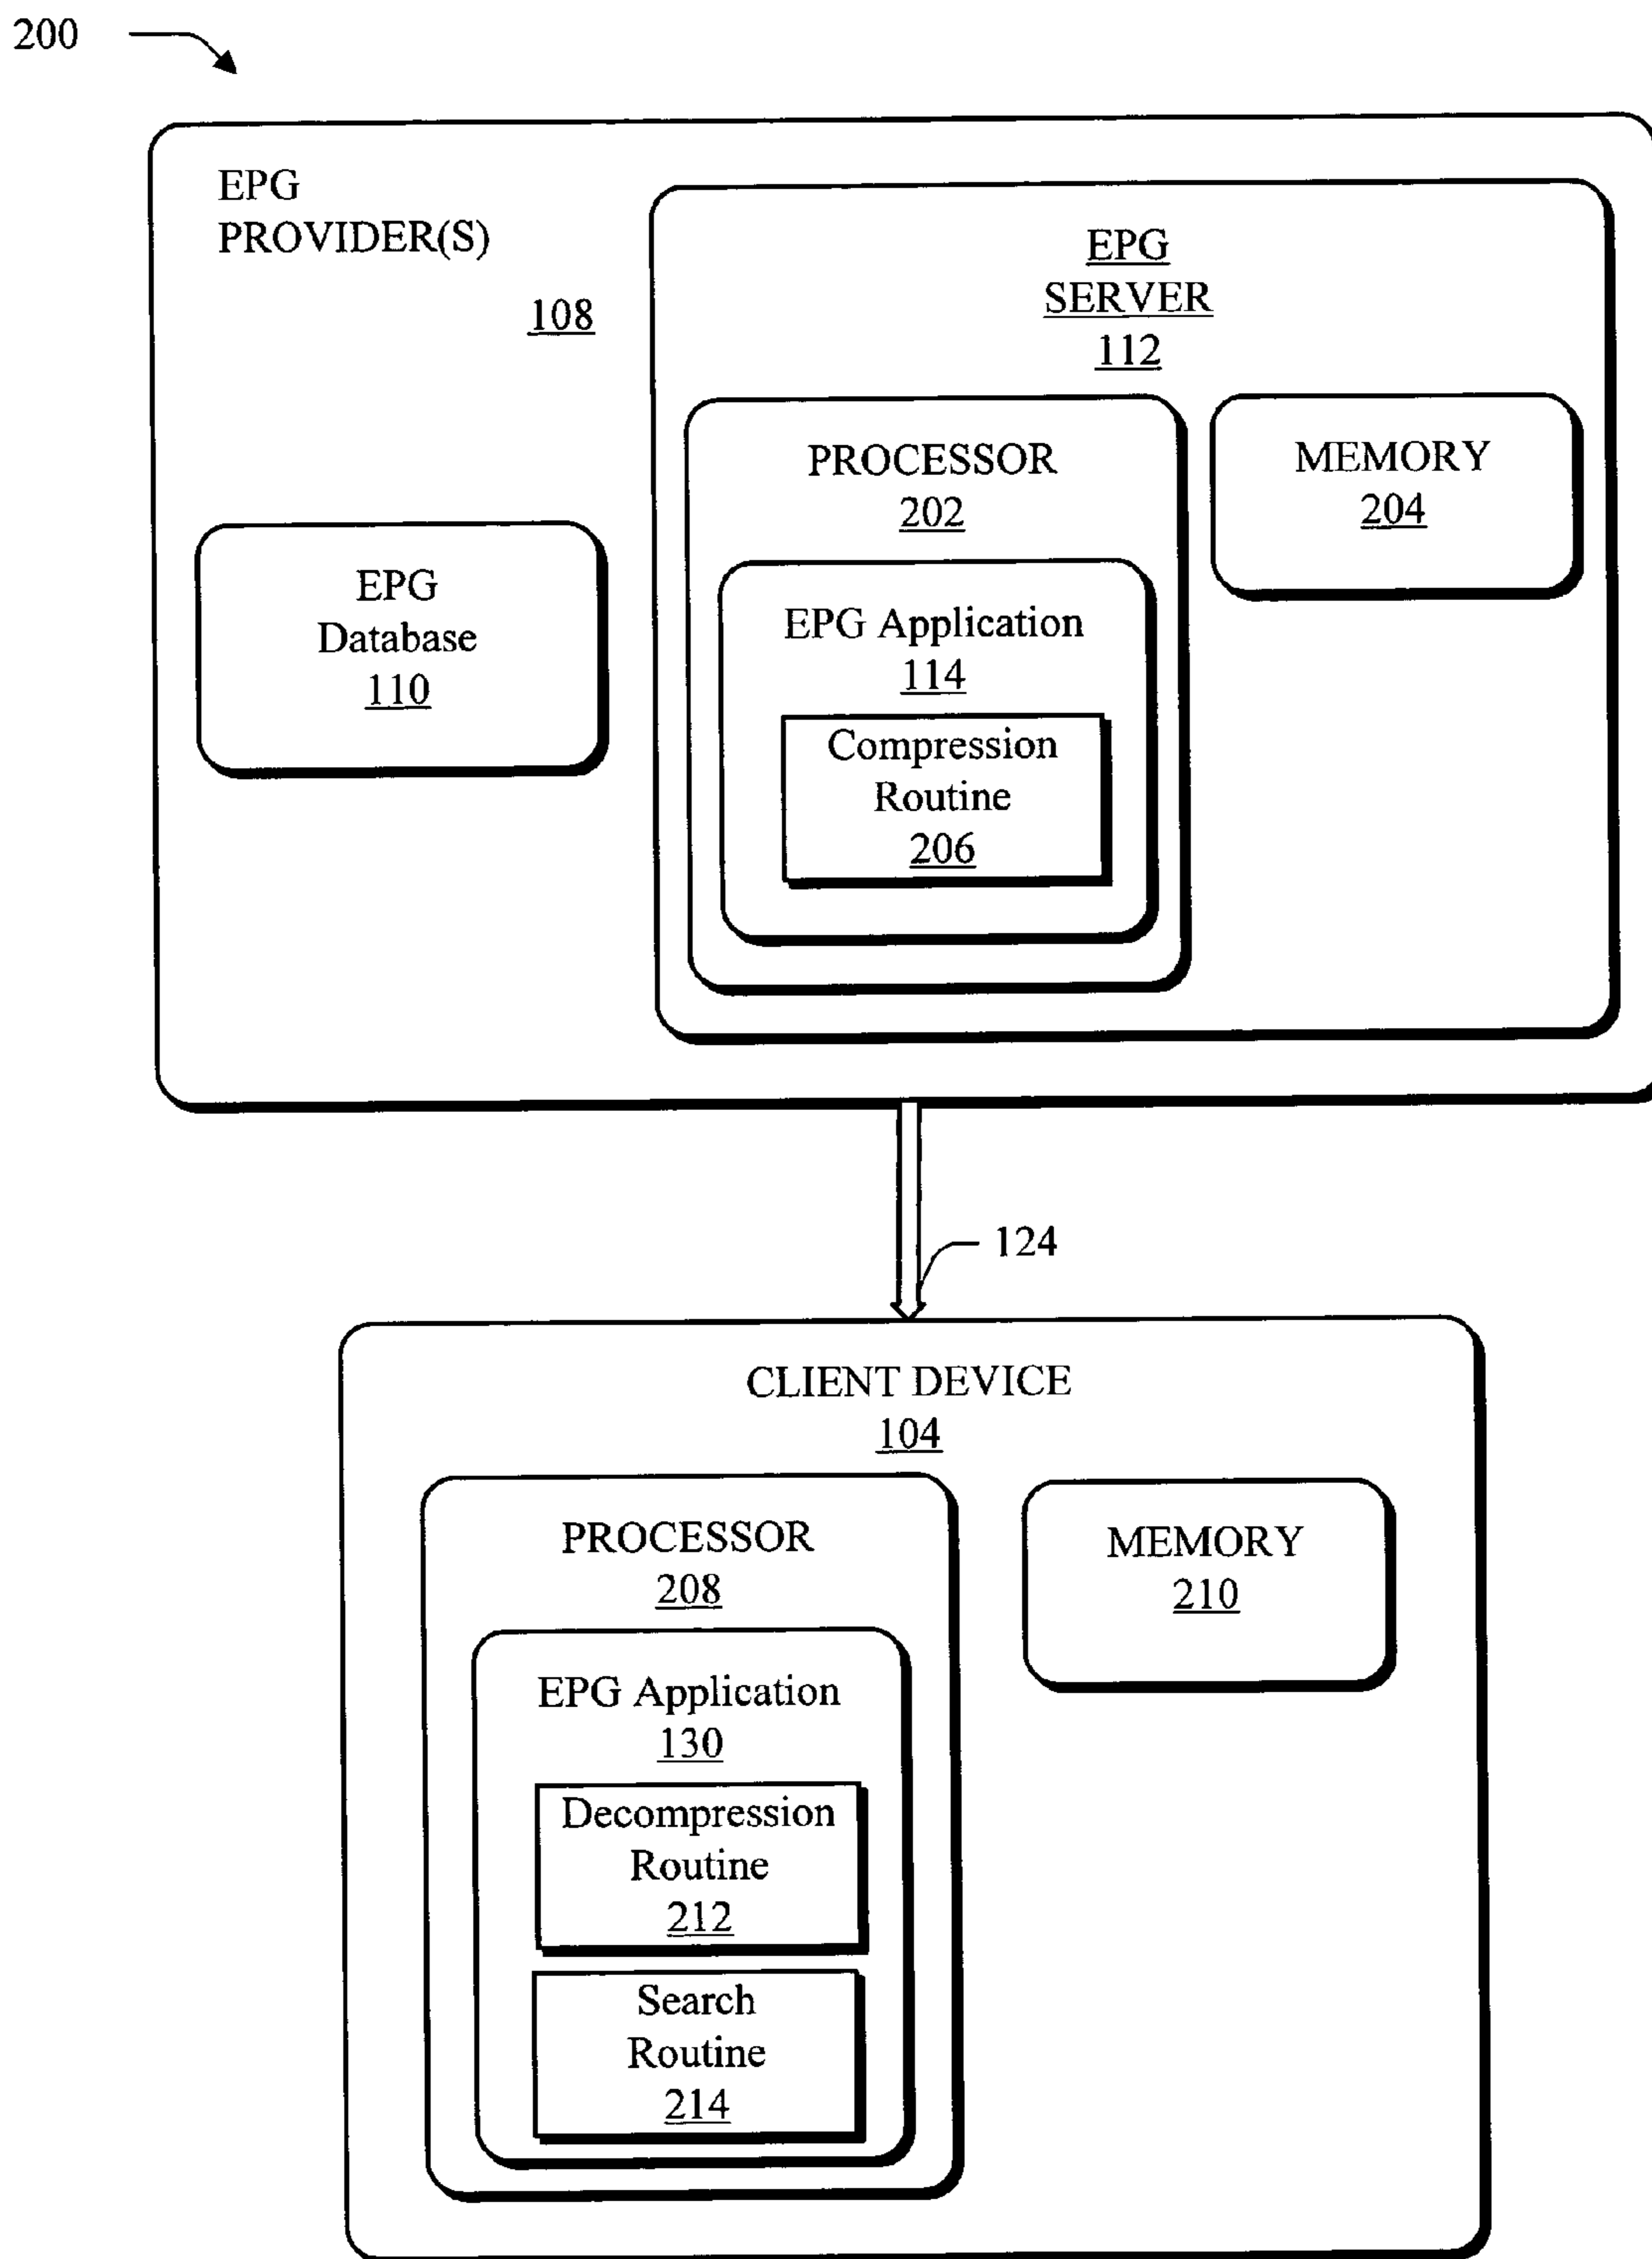 200
EPG
PROVIDER(S)
108
EPG
SERVER
112
PROCESSOR
202
MEMORY
204
EPG
Database
110
EPG Application
114
Compression
Routine
206
124
CLIENT DEVICE
104
PROCESSOR
208
MEMORY
210
EPG Application
130
Decompression
Routine
212
Search
Routine
214